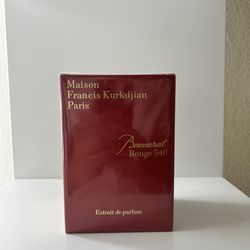 Maison
Francis Kurkdjian
Paris
Baccarat
Rouge 540
Extrait de parfum